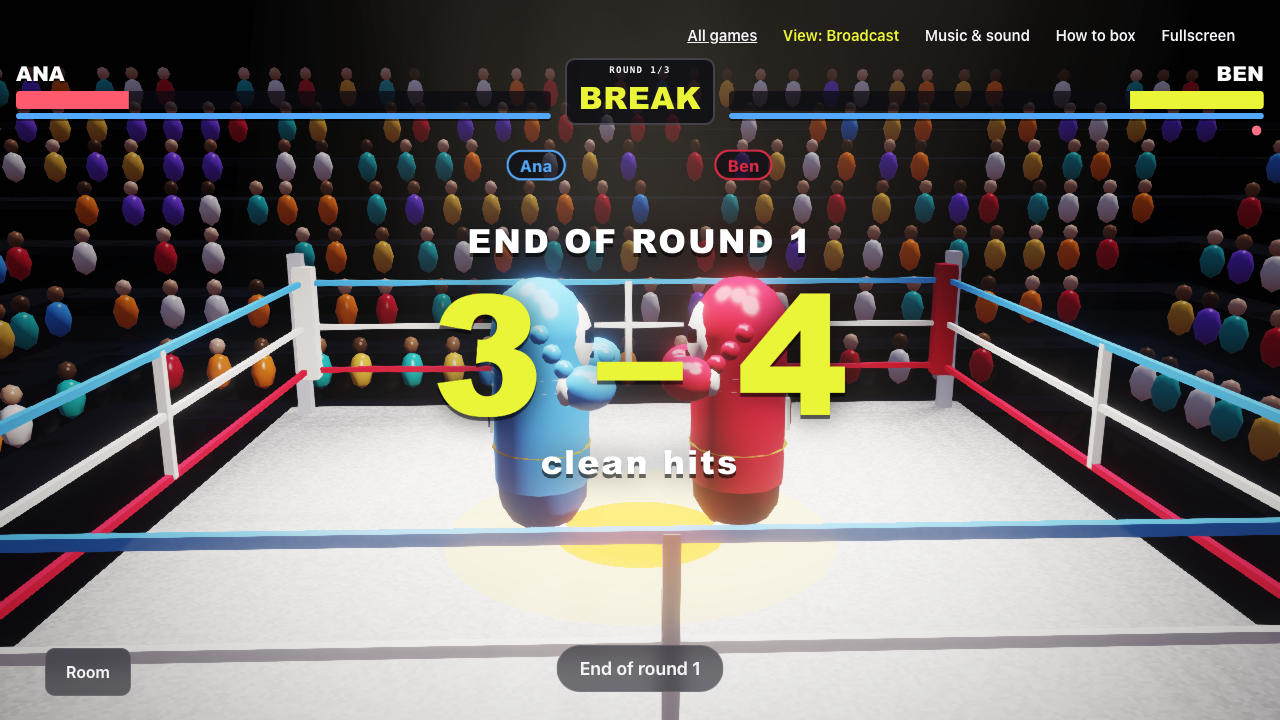 All games
View: Broadcast
Music & sound
How to box
Fullscreen
ANA
ROUND 1/3
BREAK
BEN
Ana
Ben
END OF ROUND 1
3 – 4
clean hits
Room
End of round 1